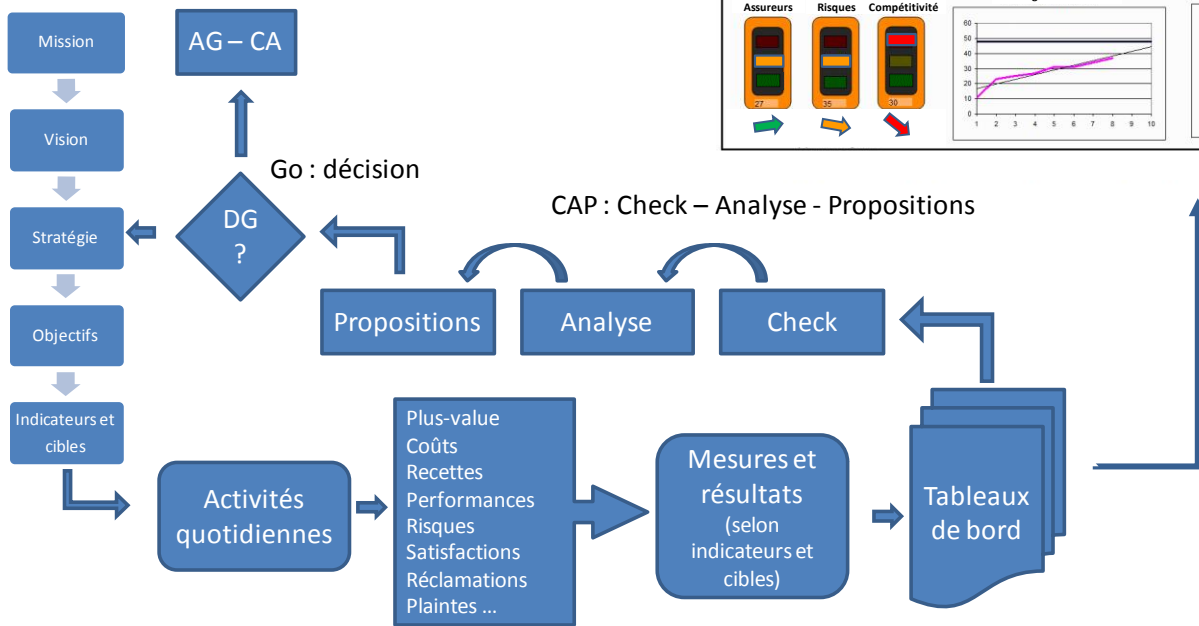 Assureurs Risques Compétitivité
27 35 30
60
50
40
30
20
10
0
1 2 3 4 5 6 7 8 9 10
Mission
Vision
Stratégie
Objectifs
Indicateurs et
cibles
AG – CA
Go : décision
DG
?
CAP : Check – Analyse - Propositions
Propositions
Analyse
Check
Activités
quotidiennes
Plus-value
Coûts
Recettes
Performances
Risques
Satisfactions
Réclamations
Plaintes ...
Mesures et
résultats
(selon
indicateurs et
cibles)
Tableaux
de bord